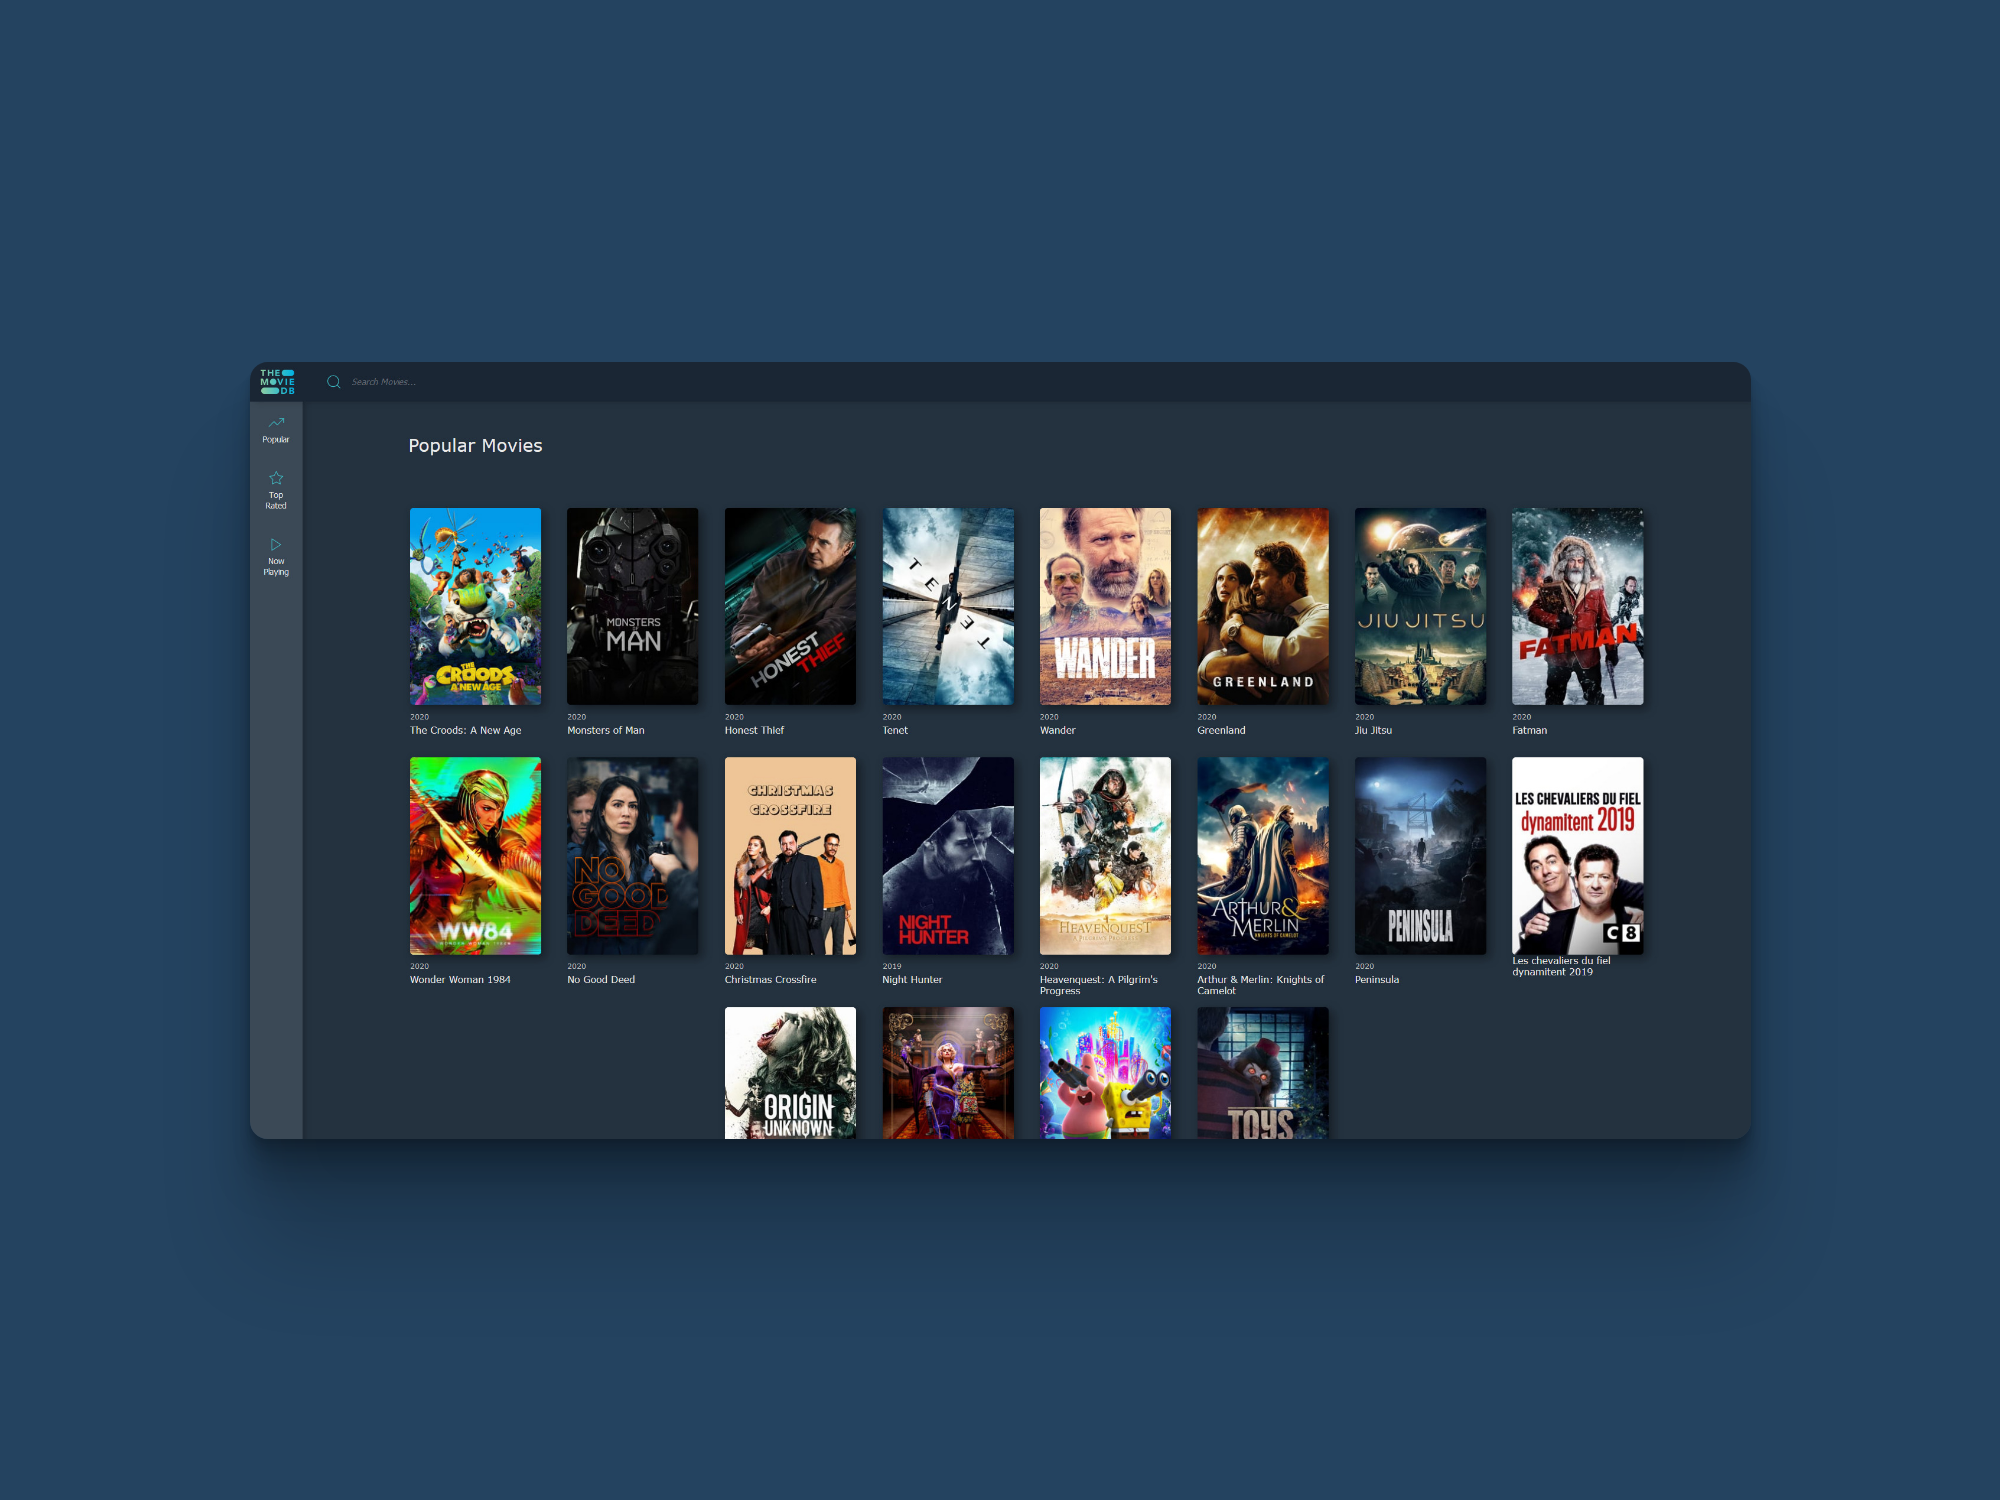 THE
MOVIE
DB
Search Movies...
Popular
Top
Rated
Now
Playing
Popular Movies
THE
CROODS
A NEW AGE
MONSTERS
OF
MAN
HONEST
THIEF
TENET
WANDER
GREENLAND
JIU JITSU
FATMAN
2020
The Croods: A New Age
2020
Monsters of Man
2020
Honest Thief
2020
Tenet
2020
Wander
2020
Greenland
2020
Jiu Jitsu
2020
Fatman
WW84
WONDER WOMAN 1984
NO
GOOD
DEED
CHRISTMAS
CROSSFIRE
NIGHT
HUNTER
HEAVENQUEST
A PILGRIM'S PROGRESS
ARTHUR &
MERLIN
KNIGHTS OF CAMELOT
PENINSULA
LES CHEVALIERS DU FIEL
dynamitent 2019
C8
2020
Wonder Woman 1984
2020
No Good Deed
2020
Christmas Crossfire
2019
Night Hunter
2020
Heavenquest: A Pilgrim's
Progress
2020
Arthur & Merlin: Knights of
Camelot
2020
Peninsula
Les chevaliers du fiel
dynamitent 2019
ORIGIN
UNKNOWN
TOYS